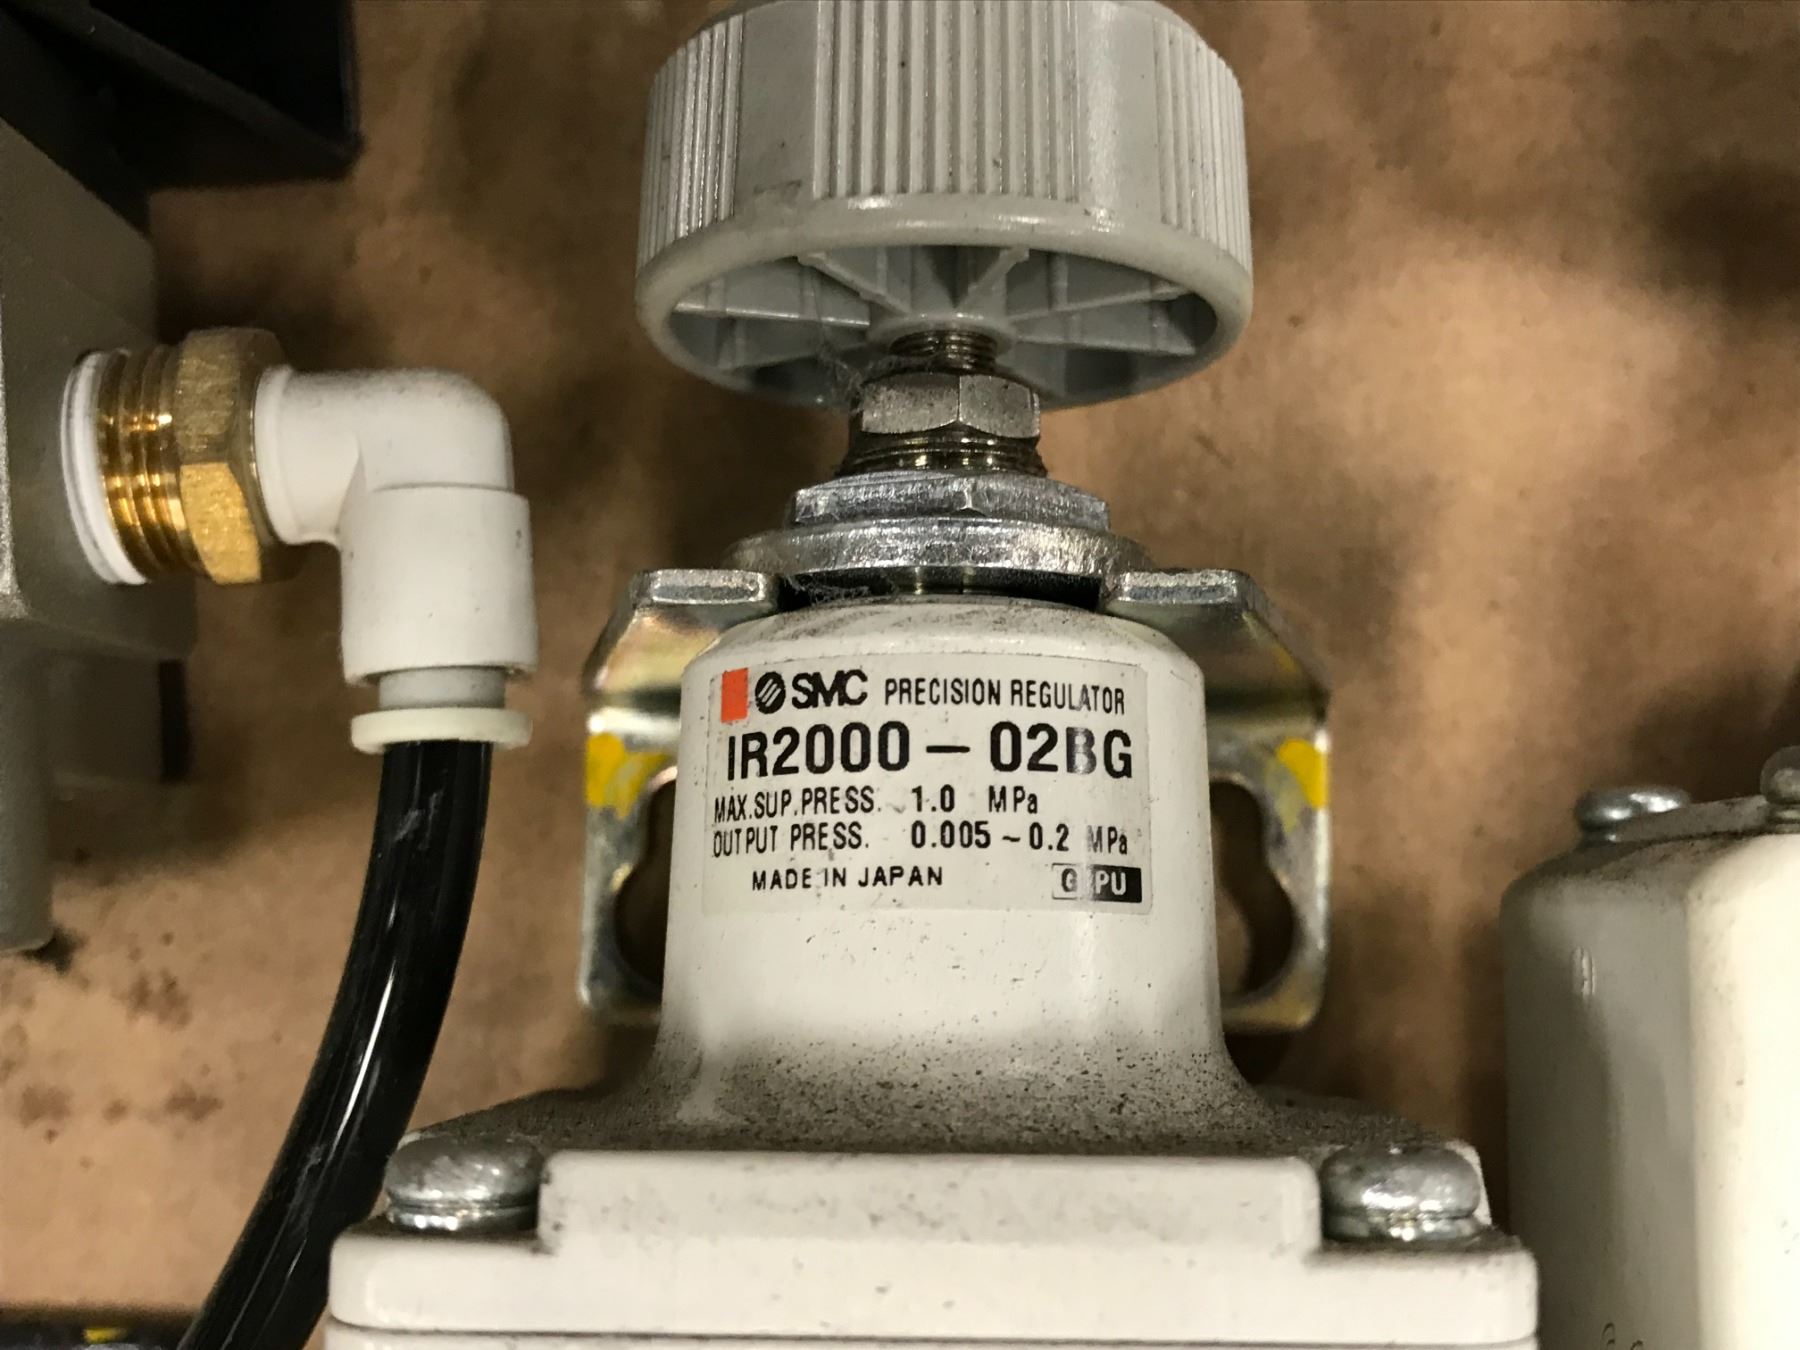 SMC PRECISION REGULATOR
IR2000-02BG
MAX.SUP.PRESS. 1.0 MPa
OUTPUT PRESS. 0.005~0.2 MPa
MADE IN JAPAN G PU